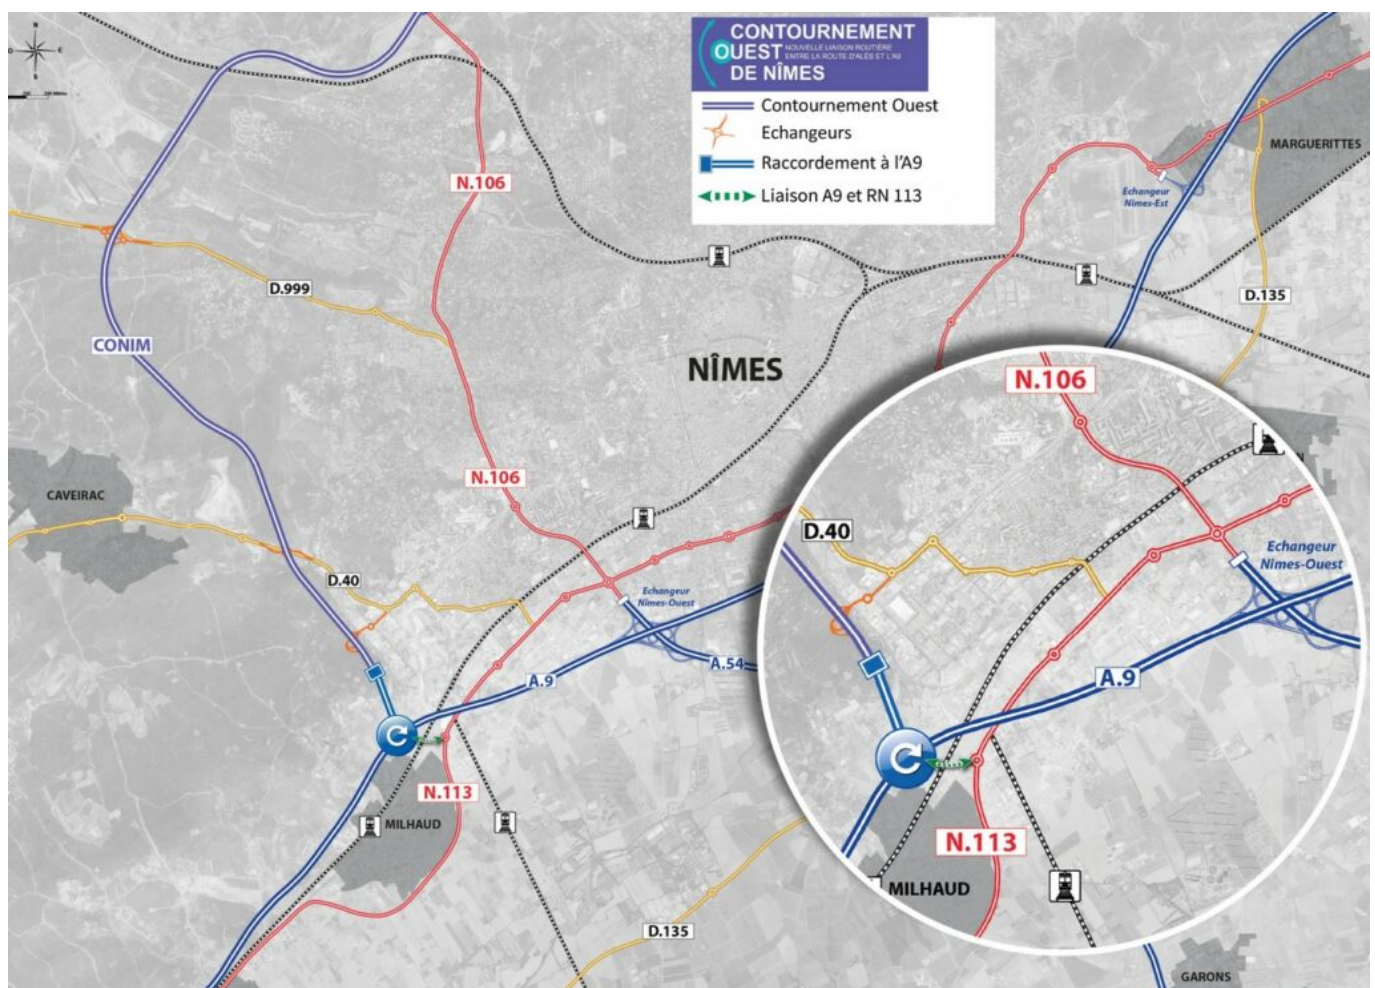 N
E
S
CONTOURNEMENT
OUEST NOUVELLE LIAISON ROUTIÈRE
ENTRE LA ROUTE D'ALÈS ET L'A9
DE NÎMES
Contournement Ouest
Echangeurs
Raccordement à l'A9
Liaison A9 et RN 113
MARGUERITTES
N.106
Echangeur
Nîmes-Est
D.999
D.135
CONIM
NÎMES
N.106
N.106
CAVEIRAC
D.40
D.40
Echangeur
Nîmes-Ouest
Echangeur
Nîmes-Ouest
A.54
A.9
A.9
N.113
MILHAUD
N.113
MILHAUD
D.135
GARONS